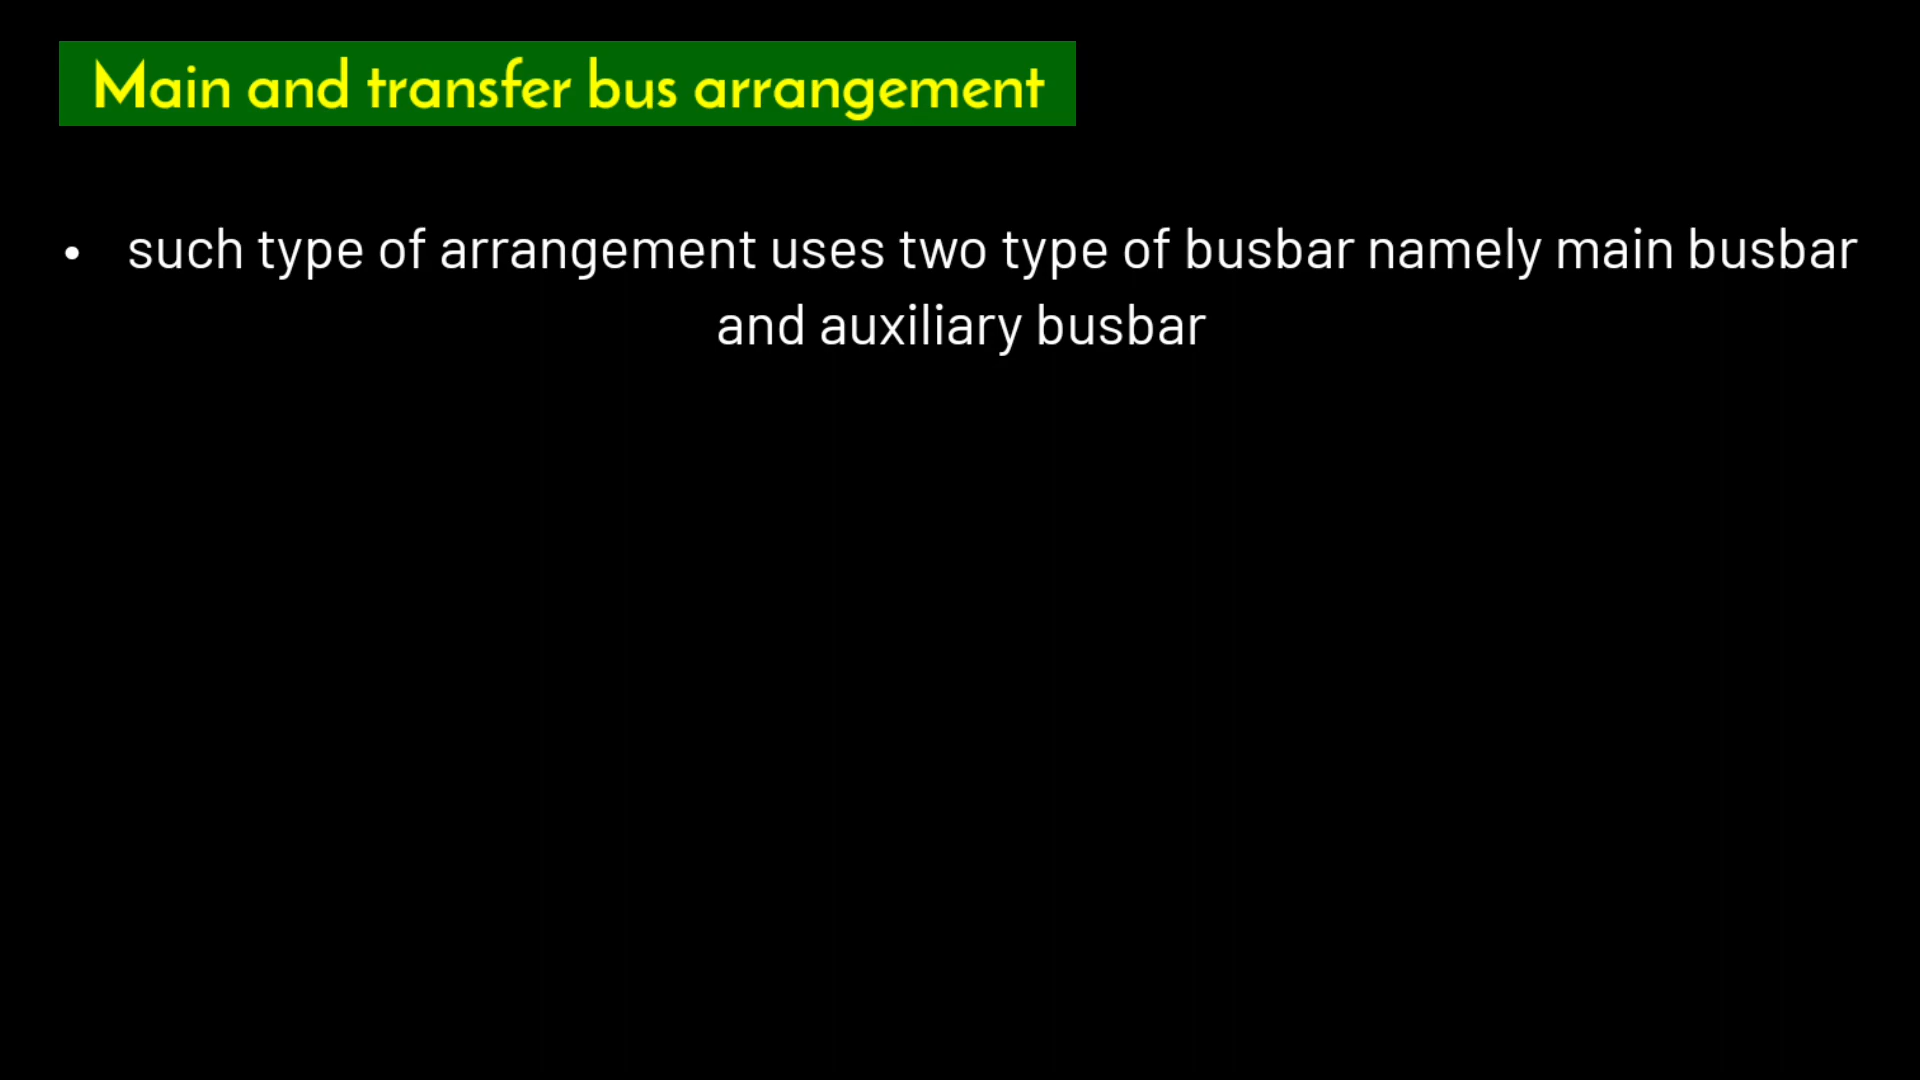 Main and transfer bus arrangement
• such type of arrangement uses two type of busbar namely main busbar
and auxiliary busbar